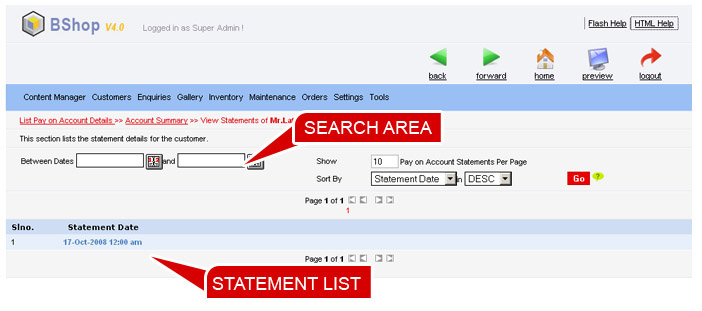 BShop V4.0 Logged in as Super Admin ! Flash Help HTML Help
back forward home preview logout
Content Manager Customers Enquiries Gallery Inventory Maintenance Orders Settings Tools
List Pay on Account Details >> Account Summary >> View Statements of Mr.La
SEARCH AREA
This section lists the statement details for the customer.
Between Dates and Show 10 Pay on Account Statements Per Page
Sort By Statement Date in DESC Go ?
Page 1 of 1
1
Slno. Statement Date
1 17-Oct-2008 12:00 am
Page 1 of 1
STATEMENT LIST